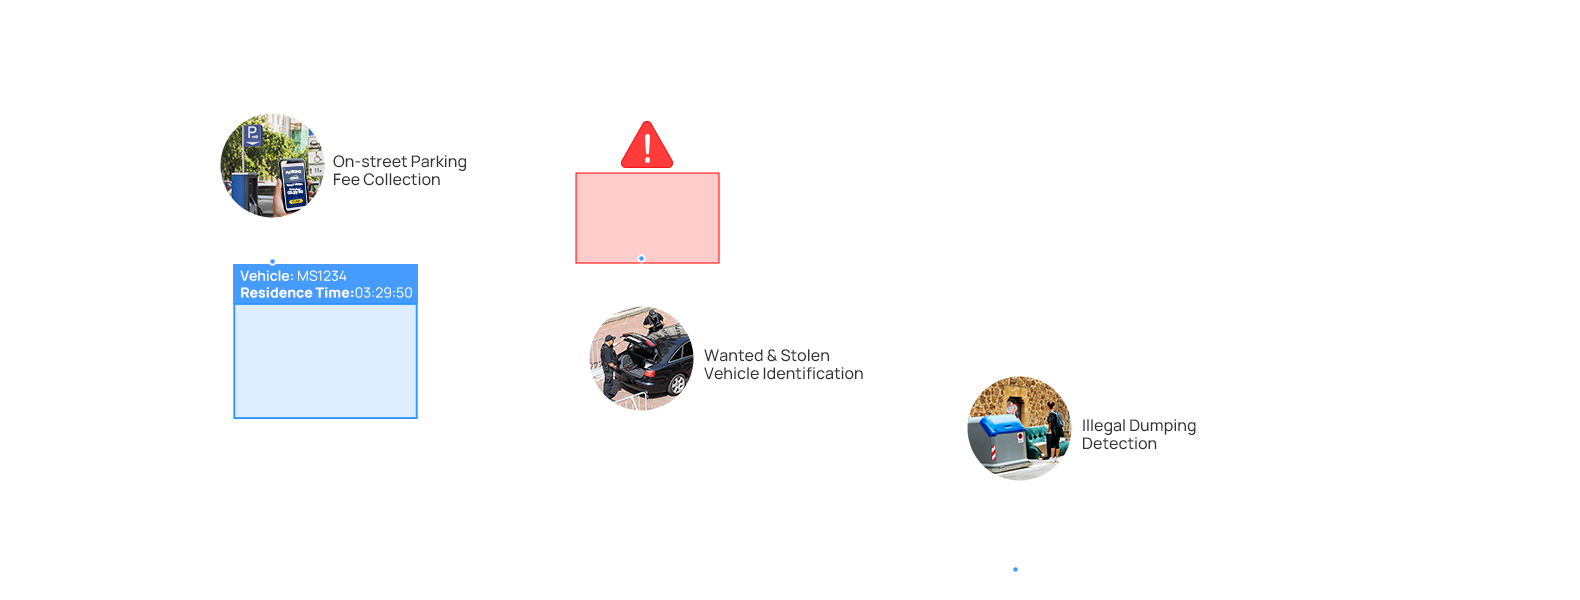 On-street Parking
Fee Collection
Vehicle: MS1234
Residence Time:03:29:50
Wanted & Stolen
Vehicle Identification
Illegal Dumping
Detection
P